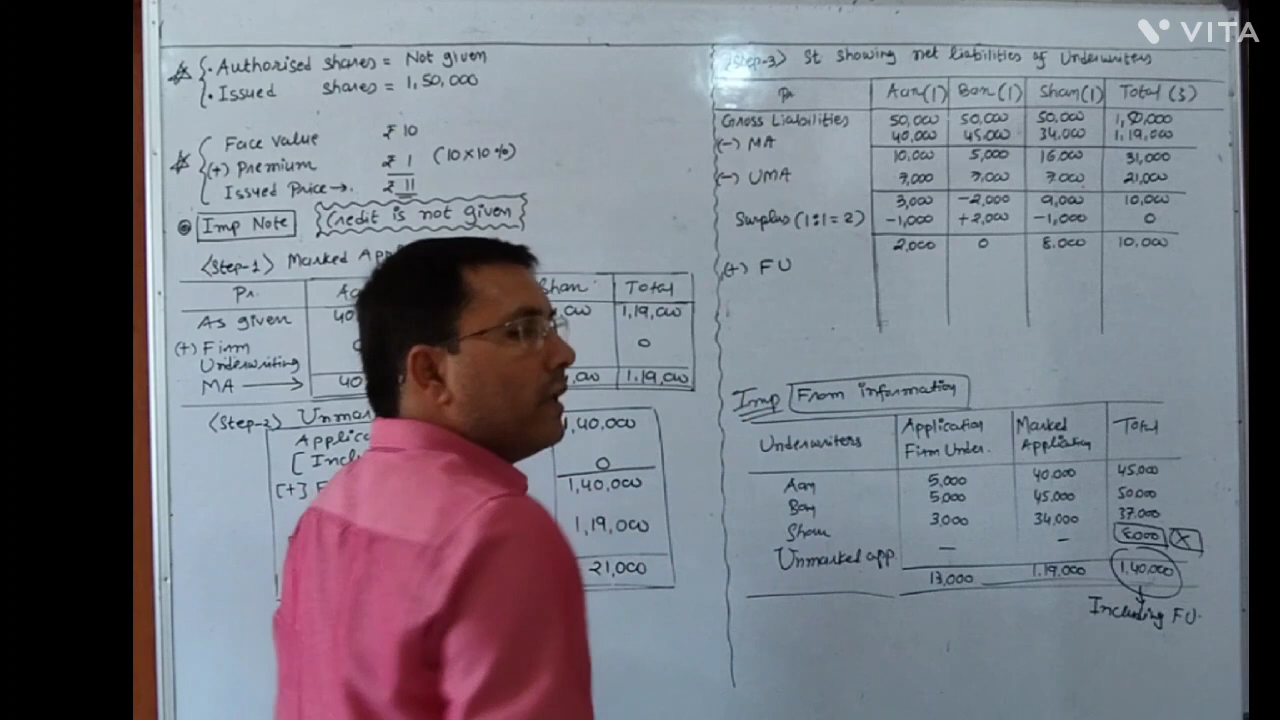 VITA
. Authorised shares = Not given
. Issued shares = 1,50,000
Face value ₹ 10
(+) Premium ₹ 1 (10×10%)
Issued Price → ₹ 11
Imp Note Credit is not given
<Step-1> Marked
Pr. Total
As given 40 1,19,000
(+) Firm 0
Underwriting
MA → 40 1,19,000
<Step-2> 1,40,000
Applica
[ Incl 0
[+] F 1,40,000
1,19,000
21,000
<Step-3> St showing net liabilities of Underwriters
Pr Aan (1) Ban (1) Shan (1) Total (3)
Gross Liabilities 50,000 50,000 50,000 1,50,000
(-) MA 40,000 45,000 34,000 1,19,000
10,000 5,000 16,000 31,000
(-) UMA 7,000 7,000 7,000 21,000
3,000 -2,000 9,000 10,000
Surplus (1:1=2) -1,000 +2,000 -1,000 0
2,000 0 8,000 10,000
(+) FU
Imp From information
Underwriters Application Firm Under. Marked Application Total
5,000 40,000 45,000
5,000 45,000 50,000
3,000 34,000 37,000
Unmarked app. — — 8,000 X
13,000 1,19,000 1,40,000
Including FU.